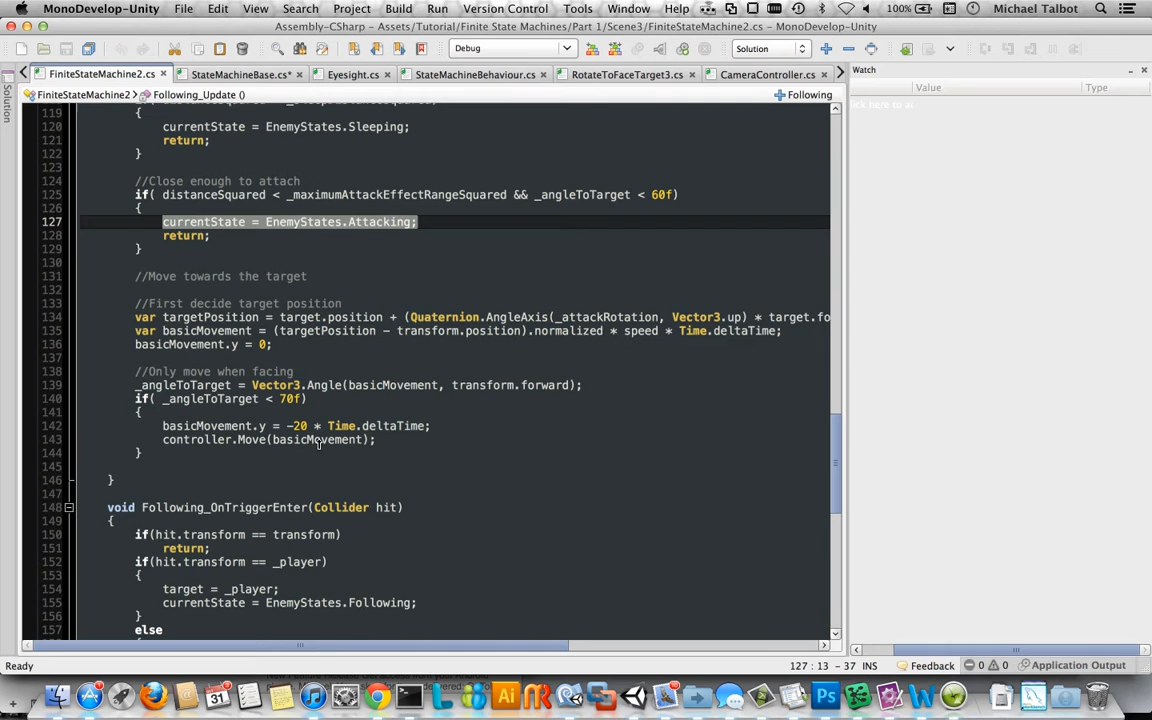 MonoDevelop-Unity File Edit View Search Project Build Run Version Control Tools Window Help 100% Michael Talbot
Assembly-CSharp – Assets/Tutorial/Finite State Machines/Part 1/Scene3/FiniteStateMachine2.cs – MonoDevelop-Unity
Debug Solution
FiniteStateMachine2.cs × StateMachineBase.cs* × Eyesight.cs × StateMachineBehaviour.cs × RotateToFaceTarget3.cs × CameraController.cs × Watch
Solution
FiniteStateMachine2 Following_Update () Following Value Type
119 {
120 currentState = EnemyStates.Sleeping;
121 return;
122 }
123
124 //Close enough to attach
125 if( distanceSquared < _maximumAttackEffectRangeSquared && _angleToTarget < 60f)
126 {
127 currentState = EnemyStates.Attacking;
128 return;
129 }
130
131 //Move towards the target
132
133 //First decide target position
134 var targetPosition = target.position + (Quaternion.AngleAxis(_attackRotation, Vector3.up) * target.fo
135 var basicMovement = (targetPosition - transform.position).normalized * speed * Time.deltaTime;
136 basicMovement.y = 0;
137
138 //Only move when facing
139 _angleToTarget = Vector3.Angle(basicMovement, transform.forward);
140 if( _angleToTarget < 70f)
141 {
142 basicMovement.y = -20 * Time.deltaTime;
143 controller.Move(basicMovement);
144 }
145
146 }
147
148 void Following_OnTriggerEnter(Collider hit)
149 {
150 if(hit.transform == transform)
151 return;
152 if(hit.transform == _player)
153 {
154 target = _player;
155 currentState = EnemyStates.Following;
156 }
157 else
Ready 127 : 13 - 37 INS Feedback 0 0 Application Output